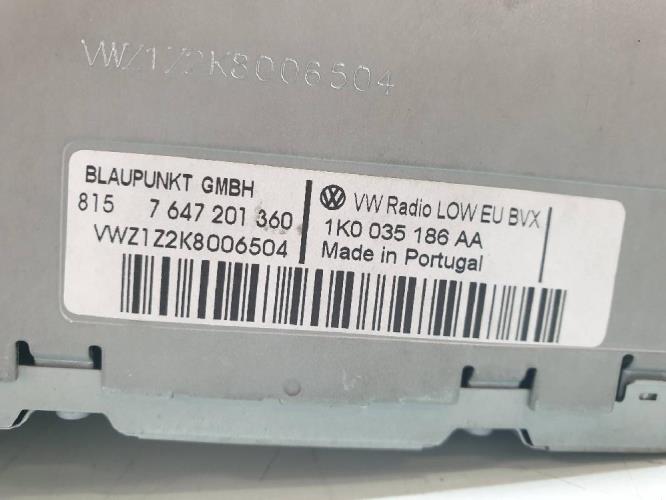 VWZ1Z2K8006504
BLAUPUNKT GMBH
815 7 647 201 360
VWZ1Z2K8006504
VW Radio LOW EU BVX
1K0 035 186 AA
Made in Portugal